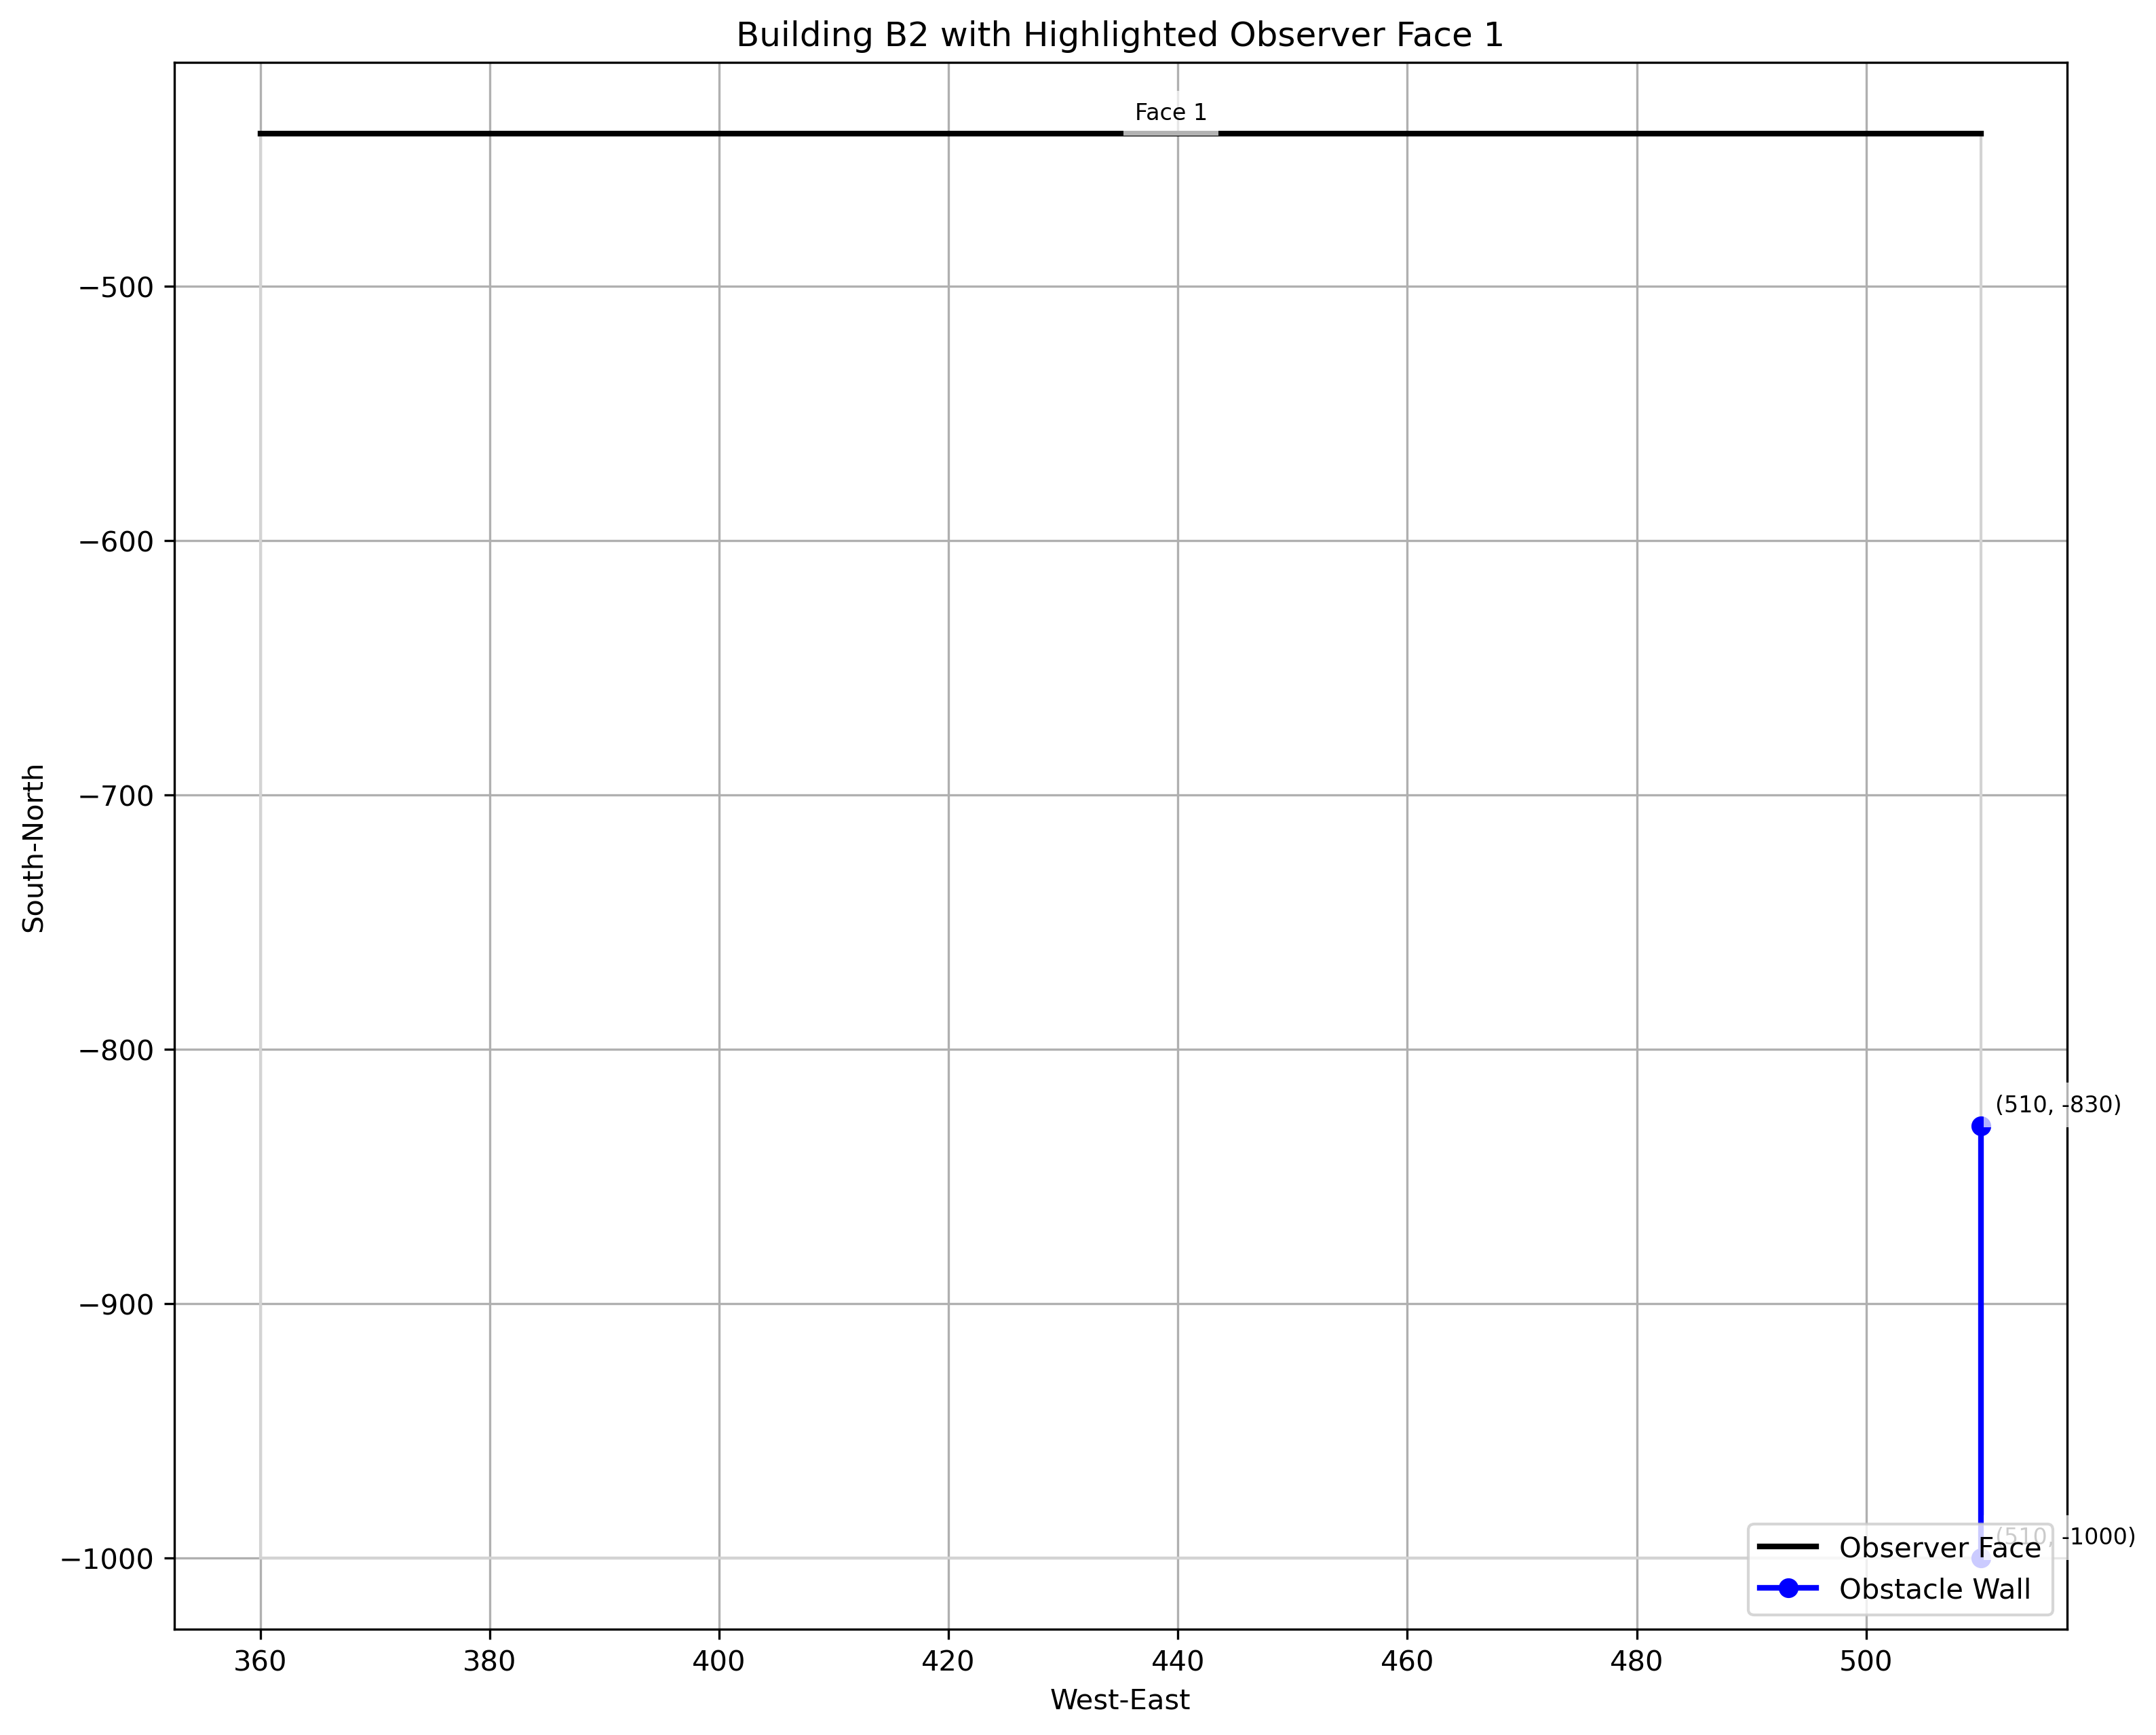 Building B2 with Highlighted Observer Face 1
Face 1
−500
−600
−700
−800
−900
−1000
South-North
(510, -830)
(510, -1000)
Observer Face
Obstacle Wall
360
380
400
420
440
460
480
500
West-East